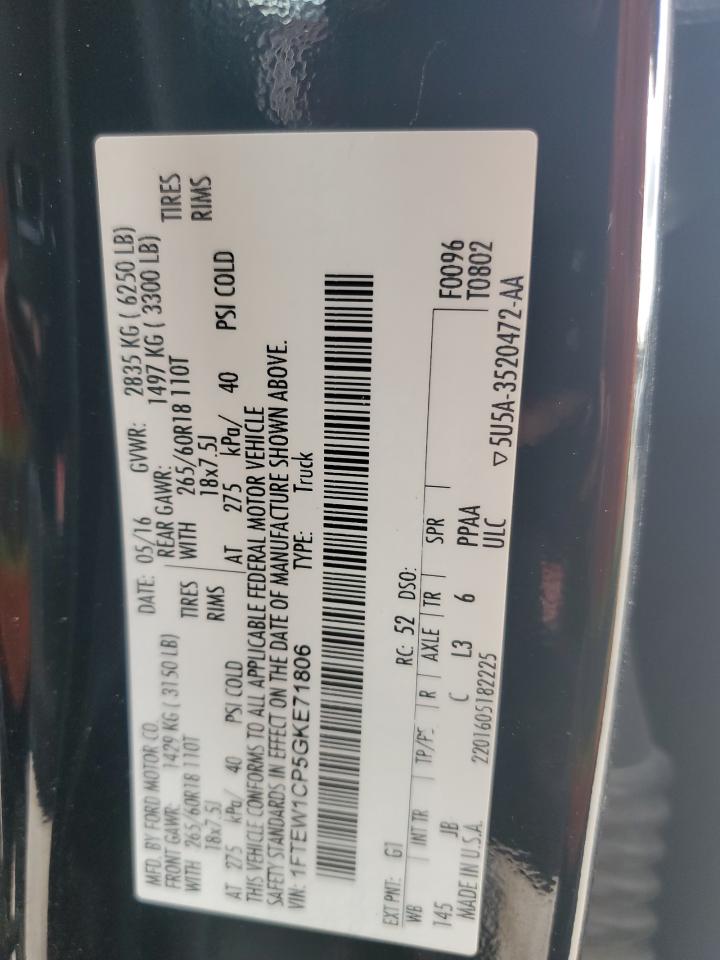 MFD. BY FORD MOTOR CO. DATE: 05/16 GVWR: 2835 KG ( 6250 LB)
FRONT GAWR: 1429 KG ( 3150 LB) REAR GAWR: 1497 KG ( 3300 LB)
WITH 265/60R18 110T TIRES WITH 265/60R18 110T TIRES
18x7.5J RIMS 18x7.5J RIMS
AT 275 kPa/ 40 PSI COLD AT 275 kPa/ 40 PSI COLD
THIS VEHICLE CONFORMS TO ALL APPLICABLE FEDERAL MOTOR VEHICLE
SAFETY STANDARDS IN EFFECT ON THE DATE OF MANUFACTURE SHOWN ABOVE.
VIN: 1FTEW1CP5GKE71806 TYPE: Truck
EXT PNT: G1 RC: 52 DSO: F0096
WB INT TR TP/PS R AXLE TR SPR T0802
145 JB C L3 6 PPAA
MADE IN U.S.A. 2201605182225 ULC ▽5U5A-3520472-AA